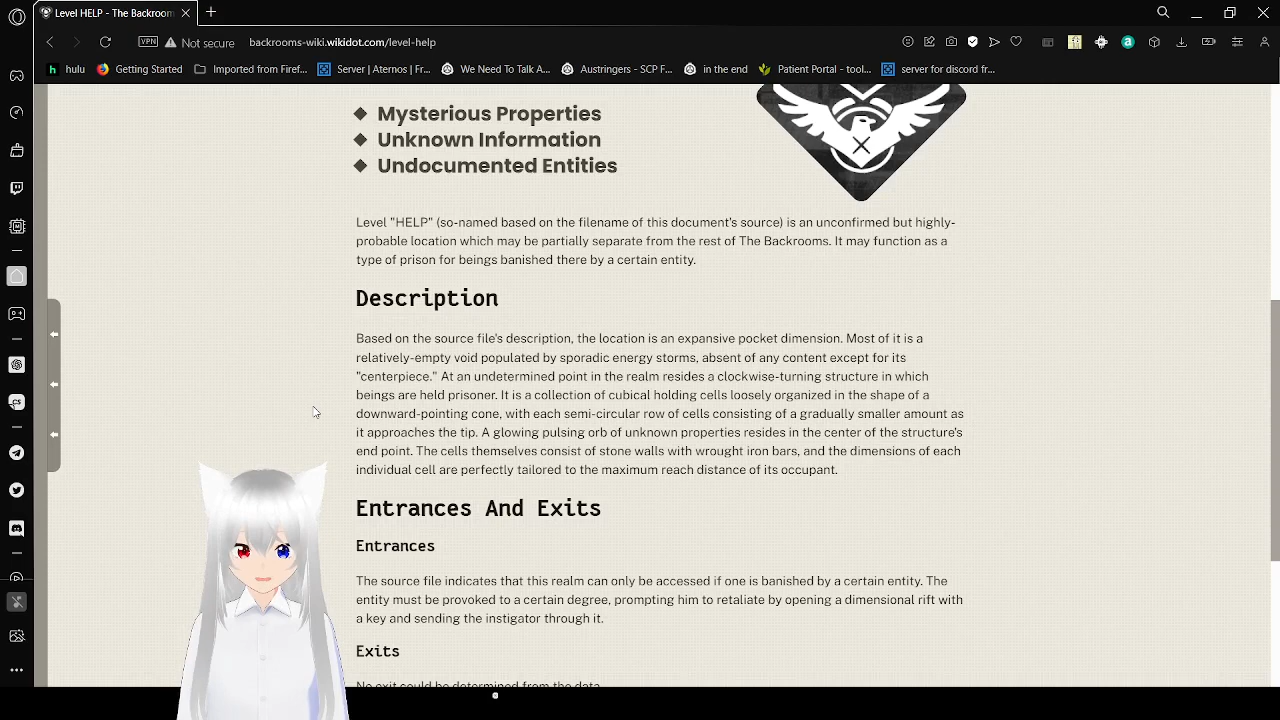 Level HELP - The Backroom
VPN
Not secure
backrooms-wiki.wikidot.com/level-help
hulu
Getting Started
Imported from Firef...
Server | Aternos | Fr...
We Need To Talk A...
Austringers - SCP F...
in the end
Patient Portal - tool...
server for discord fr...
Mysterious Properties
Unknown Information
Undocumented Entities
Level "HELP" (so-named based on the filename of this document's source) is an unconfirmed but highly-
probable location which may be partially separate from the rest of The Backrooms. It may function as a
type of prison for beings banished there by a certain entity.
Description
Based on the source file's description, the location is an expansive pocket dimension. Most of it is a
relatively-empty void populated by sporadic energy storms, absent of any content except for its
"centerpiece." At an undetermined point in the realm resides a clockwise-turning structure in which
beings are held prisoner. It is a collection of cubical holding cells loosely organized in the shape of a
downward-pointing cone, with each semi-circular row of cells consisting of a gradually smaller amount as
it approaches the tip. A glowing pulsing orb of unknown properties resides in the center of the structure's
end point. The cells themselves consist of stone walls with wrought iron bars, and the dimensions of each
individual cell are perfectly tailored to the maximum reach distance of its occupant.
Entrances And Exits
Entrances
The source file indicates that this realm can only be accessed if one is banished by a certain entity. The
entity must be provoked to a certain degree, prompting him to retaliate by opening a dimensional rift with
a key and sending the instigator through it.
Exits
No exit could be determined from the data.